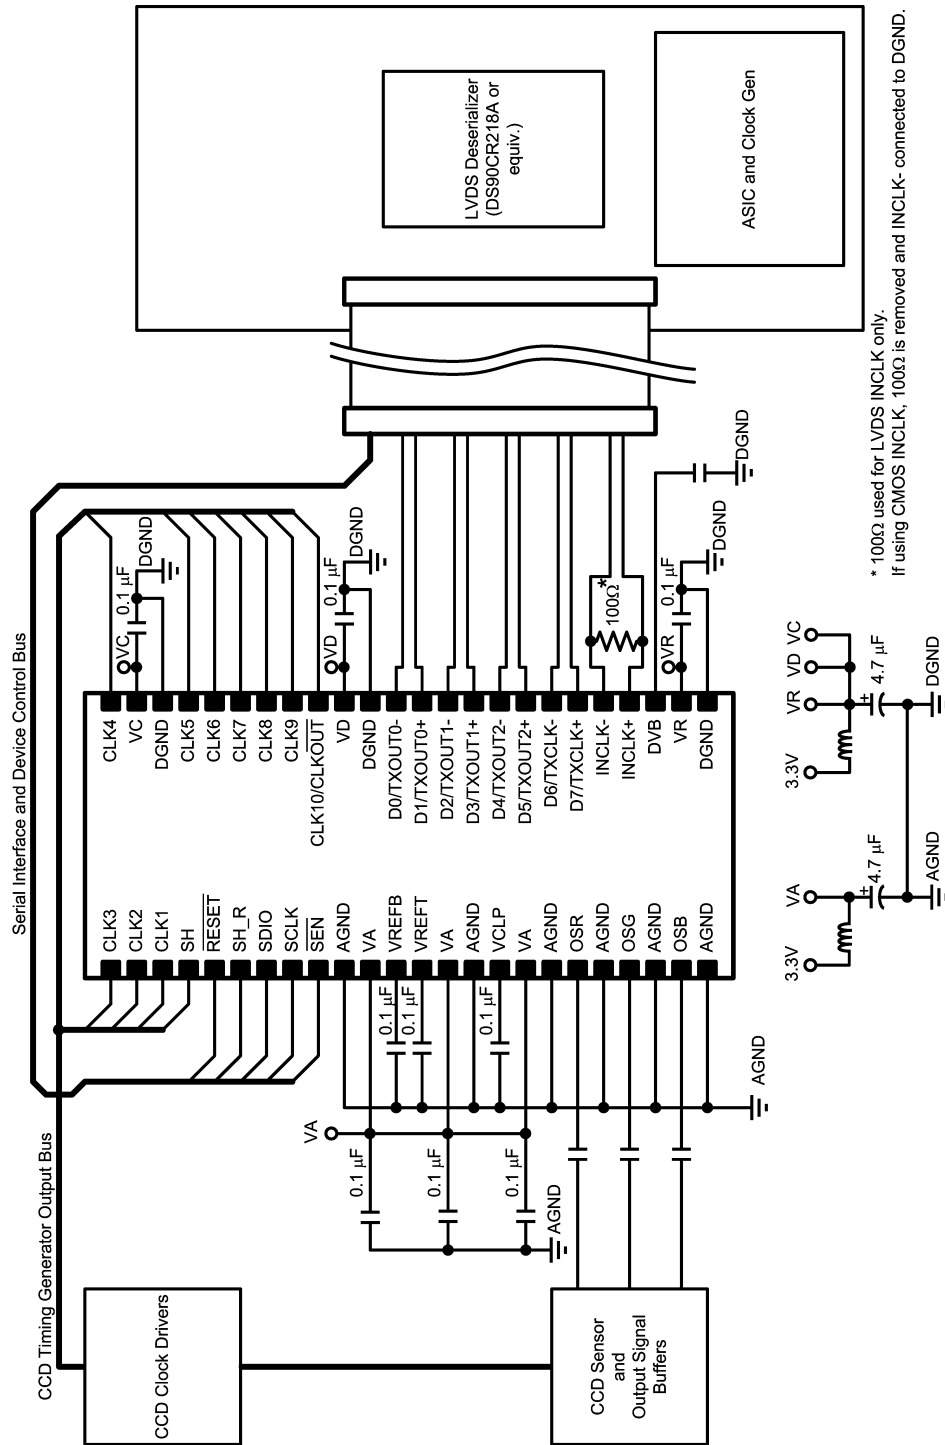 CCD Timing Generator Output Bus
Serial Interface and Device Control Bus
CCD Clock Drivers
CCD Sensor
and
Output Signal
Buffers
VA
0.1 µF
0.1 µF
0.1 µF
AGND
0.1 µF
0.1 µF
0.1 µF
AGND
CLK3
CLK2
CLK1
SH
RESET
SH_R
SDIO
SCLK
SEN
AGND
VA
VREFB
VREFT
VA
AGND
VCLP
VA
AGND
OSR
AGND
OSG
AGND
OSB
AGND
CLK4
VC
DGND
CLK5
CLK6
CLK7
CLK8
CLK9
CLK10/CLKOUT
VD
DGND
D0/TXOUT0-
D1/TXOUT0+
D2/TXOUT1-
D3/TXOUT1+
D4/TXOUT2-
D5/TXOUT2+
D6/TXCLK-
D7/TXCLK+
INCLK-
INCLK+
DVB
VR
DGND
VC
0.1 µF
DGND
VD
0.1 µF
DGND
100Ω
*
VR
0.1 µF
DGND
DGND
LVDS Deserializer
(DS90CR218A or
equiv.)
ASIC and Clock Gen
3.3V
VA
+
4.7 µF
AGND
3.3V
VR
VD
VC
+
4.7 µF
DGND
* 100Ω used for LVDS INCLK only.
If using CMOS INCLK, 100Ω is removed and INCLK- connected to DGND.